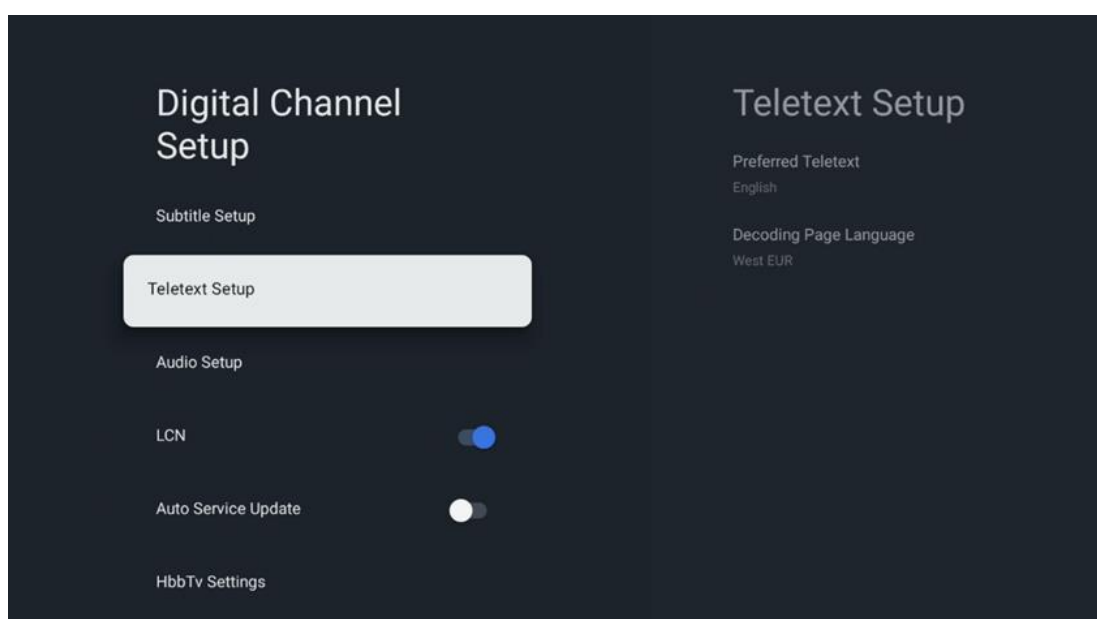 Digital Channel
Setup
Subtitle Setup
Teletext Setup
Audio Setup
LCN
Auto Service Update
HbbTv Settings
Teletext Setup
Preferred Teletext
English
Decoding Page Language
West EUR